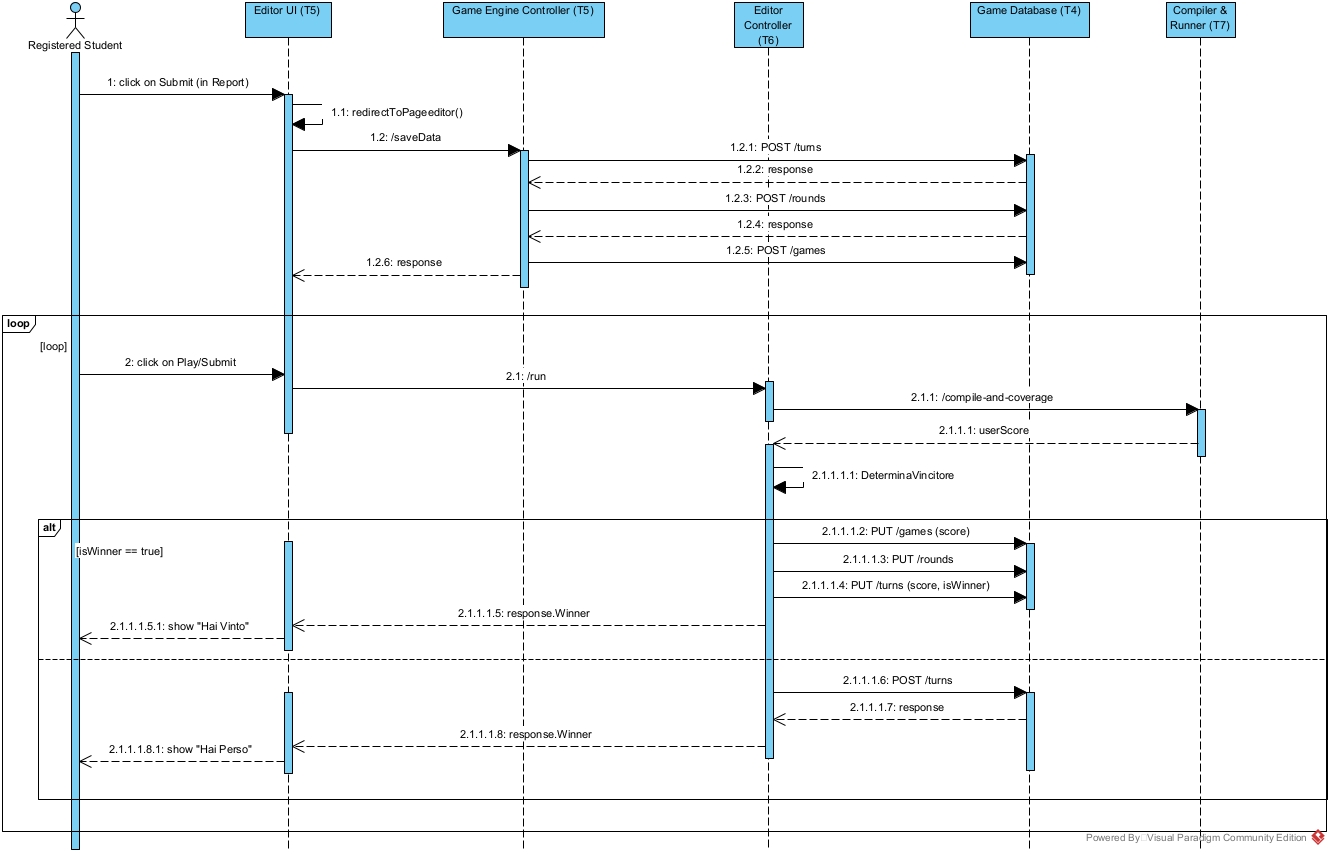 Editor UI (T5)
Game Engine Controller (T5)
Editor
Controller
(T6)
Game Database (T4)
Compiler &
Runner (T7)
Registered Student
1: click on Submit (in Report)
1.1: redirectToPageeditor()
1.2: /saveData
1.2.1: POST /turns
1.2.2: response
1.2.3: POST /rounds
1.2.4: response
1.2.5: POST /games
1.2.6: response
loop
[loop]
2: click on Play/Submit
2.1: /run
2.1.1: /compile-and-coverage
2.1.1.1: userScore
2.1.1.1.1: DeterminaVincitore
alt
[isWinner == true]
2.1.1.1.2: PUT /games (score)
2.1.1.1.3: PUT /rounds
2.1.1.1.4: PUT /turns (score, isWinner)
2.1.1.1.5: response.Winner
2.1.1.1.5.1: show "Hai Vinto"
2.1.1.1.6: POST /turns
2.1.1.1.7: response
2.1.1.1.8: response.Winner
2.1.1.1.8.1: show "Hai Perso"
Powered By Visual Paradigm Community Edition